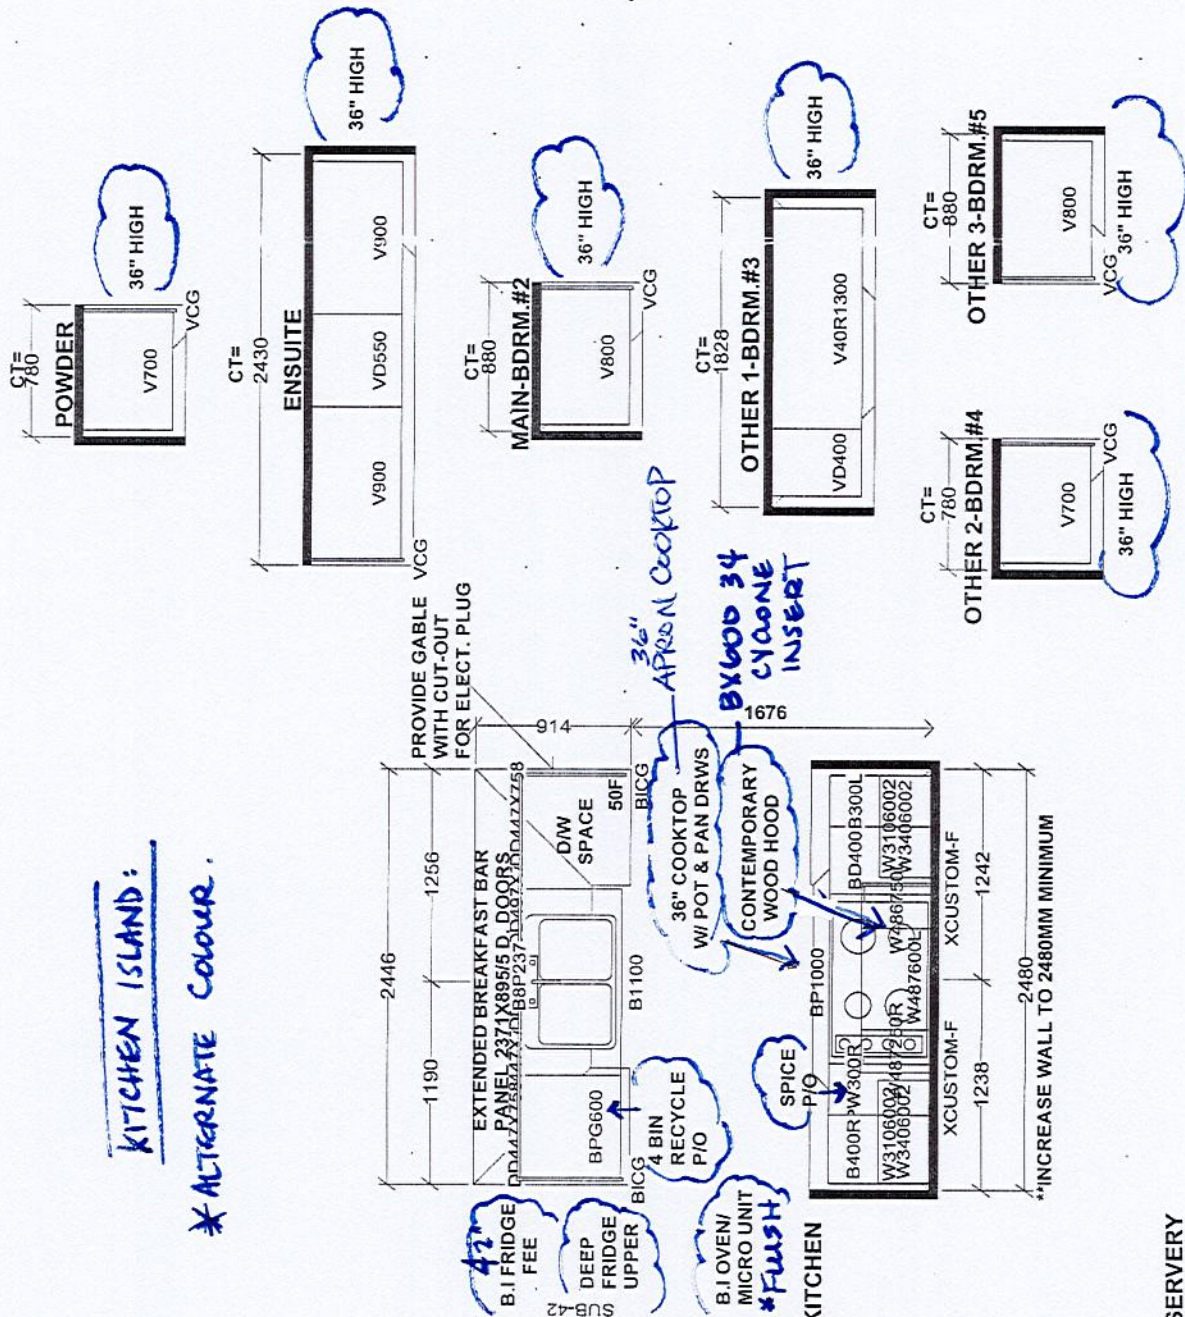 CT=
780
POWDER
V700
VCG
36" HIGH
CT=
2430
ENSUITE
V900
VD550
V900
VCG
36" HIGH
CT=
880
MAIN-BDRM.#2
V800
VCG
36" HIGH
CT=
1828
OTHER 1-BDRM.#3
VD400
V40R1300
36" HIGH
CT=
780
OTHER 2-BDRM.#4
V700
VCG
36" HIGH
CT=
880
OTHER 3-BDRM.#5
V800
VCG
36" HIGH
KITCHEN ISLAND:
* ALTERNATE COLOUR.
PROVIDE GABLE
WITH CUT-OUT
FOR ELECT. PLUG
2446
1190
1256
914
1676
EXTENDED BREAKFAST BAR
PANEL 2371X895/5 D. DOORS
D/W
SPACE
50F
BICG
B1100
BPG600
BICG
4 BIN
RECYCLE
P/O
42"
B.I FRIDGE
FEE
DEEP
FRIDGE
UPPER
SUB-42
B.I OVEN/
MICRO UNIT
*FLUSH
KITCHEN
36"
APRON COOKTOP
36" COOKTOP
W/ POT & PAN DRWS
BX600 34
CYCLONE
INSERT
CONTEMPORARY
WOOD HOOD
SPICE
P/O
BP1000
B400R
PW300R
BD400
B300L
W3106002
W3406002
W487600L
W3106002
W3406002
XCUSTOM-F
XCUSTOM-F
1238
1242
2480
**INCREASE WALL TO 2480MM MINIMUM
SERVERY